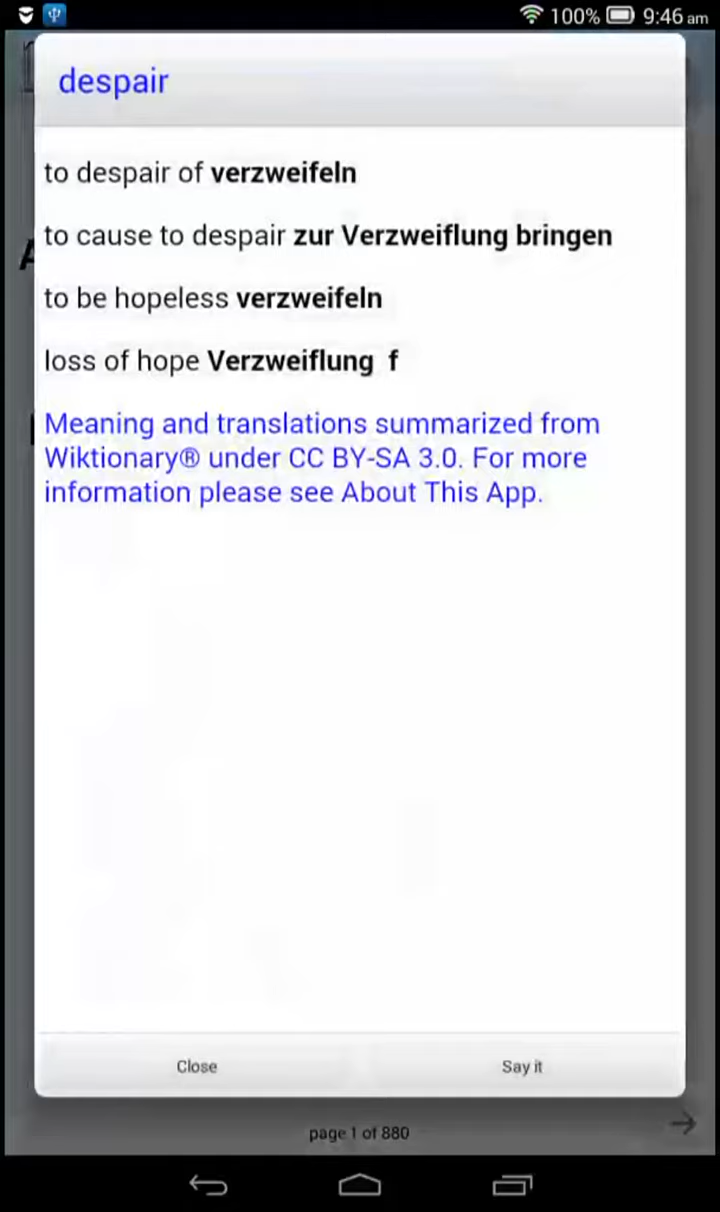 100% 9:46 am
despair
to despair of verzweifeln
to cause to despair zur Verzweiflung bringen
to be hopeless verzweifeln
loss of hope Verzweiflung f
Meaning and translations summarized from
Wiktionary® under CC BY-SA 3.0. For more
information please see About This App.
Close Say it
page 1 of 880